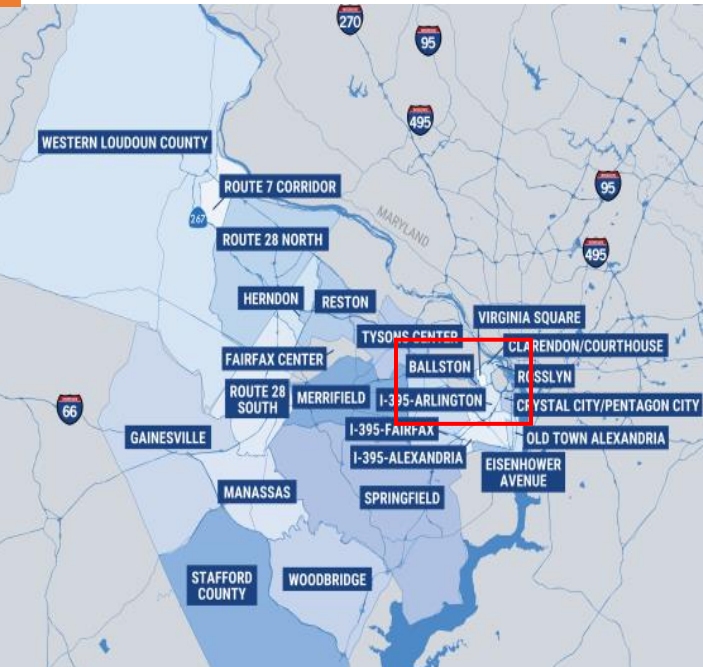 270
95
495
WESTERN LOUDOUN COUNTY
ROUTE 7 CORRIDOR
95
267
MARYLAND
ROUTE 28 NORTH
495
HERNDON
RESTON
VIRGINIA SQUARE
TYSONS CENTER
CLARENDON/COURTHOUSE
FAIRFAX CENTER
BALLSTON
ROSSLYN
ROUTE 28
SOUTH
MERRIFIELD
I-395-ARLINGTON
CRYSTAL CITY/PENTAGON CITY
66
GAINESVILLE
I-395-FAIRFAX
OLD TOWN ALEXANDRIA
I-395-ALEXANDRIA
EISENHOWER
AVENUE
MANASSAS
SPRINGFIELD
STAFFORD
COUNTY
WOODBRIDGE